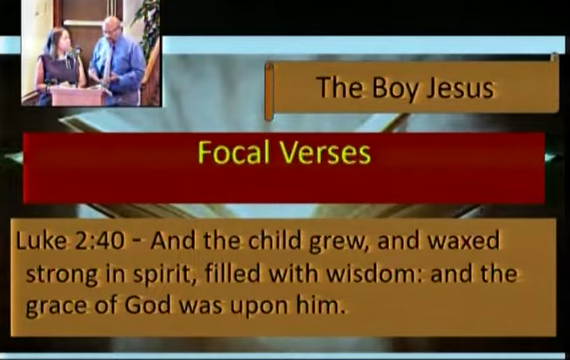 The Boy Jesus
Focal Verses
Luke 2:40 - And the child grew, and waxed
strong in spirit, filled with wisdom: and the
grace of God was upon him.